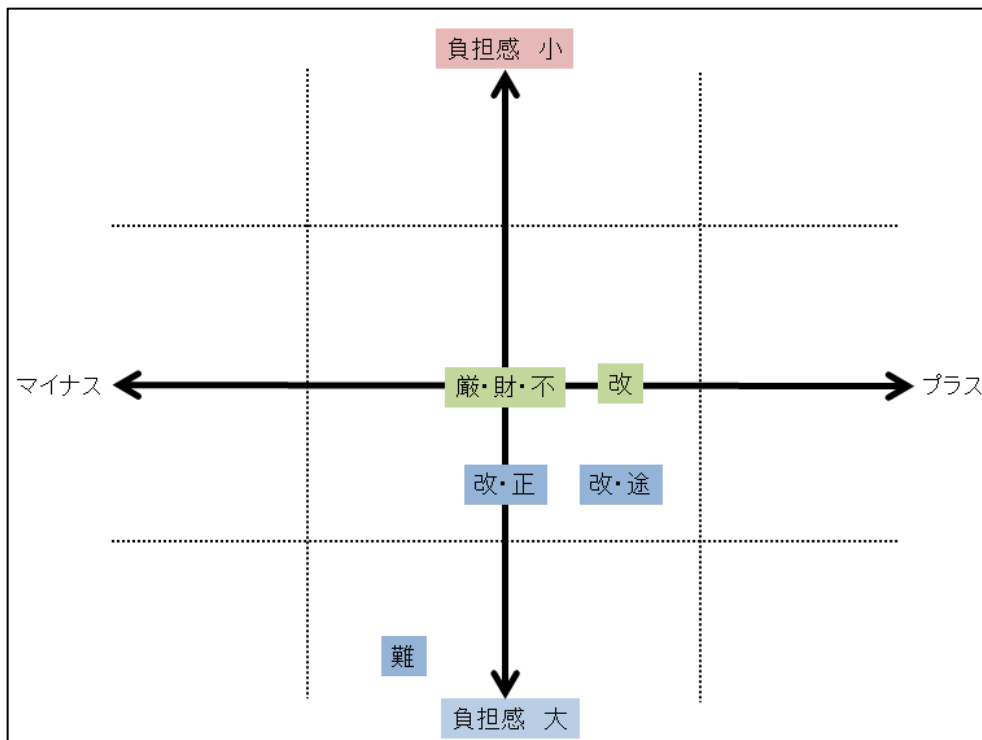 負担感 小
マイナス
厳・財・不
改
プラス
改・正
改・途
難
負担感 大